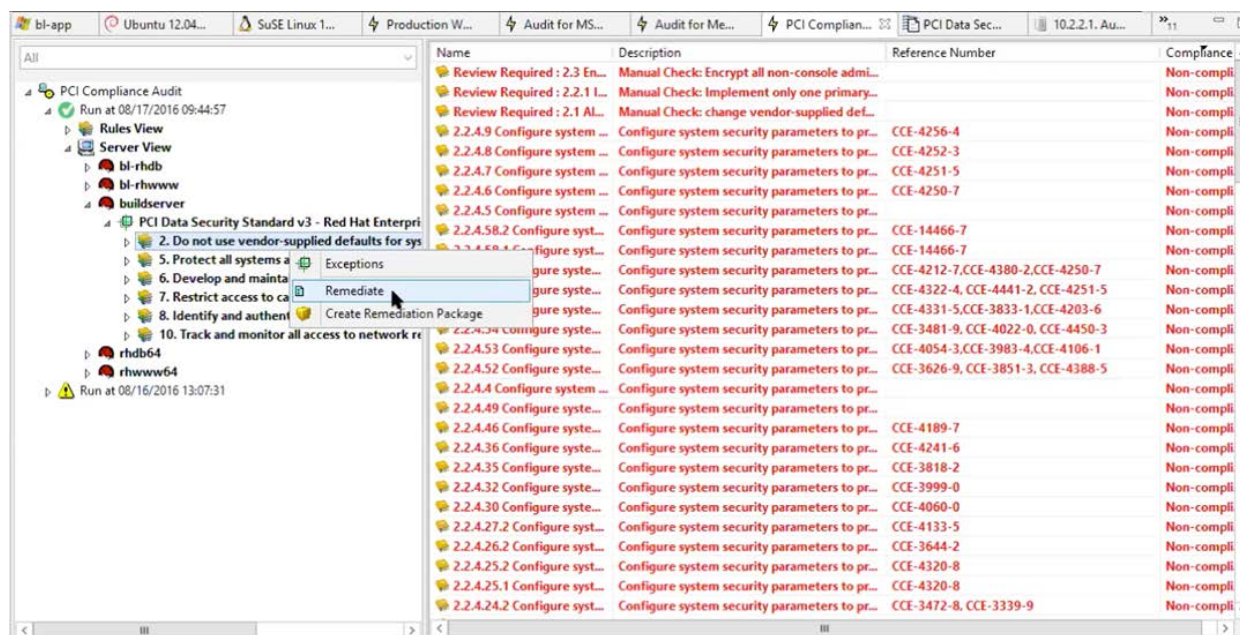 bl-app Ubuntu 12.04... SuSE Linux 1... Production W... Audit for MS... Audit for Me... PCI Complian... PCI Data Sec... 10.2.2.1. Au... »11
All
PCI Compliance Audit
Run at 08/17/2016 09:44:57
Rules View
Server View
bl-rhdb
bl-rhwww
buildserver
PCI Data Security Standard v3 - Red Hat Enterpri
2. Do not use vendor-supplied defaults for sys
5. Protect all systems a
6. Develop and mainta
7. Restrict access to ca
8. Identify and authent
10. Track and monitor all access to network re
rhdb64
rhwww64
Run at 08/16/2016 13:07:31
Exceptions
Remediate
Create Remediation Package
Name Description Reference Number Compliance
Review Required : 2.3 En... Manual Check: Encrypt all non-console admi... Non-compli
Review Required : 2.2.1 I... Manual Check: Implement only one primary... Non-compli
Review Required : 2.1 Al... Manual Check: change vendor-supplied def... Non-compli
2.2.4.9 Configure system ... Configure system security parameters to pr... CCE-4256-4 Non-compli
2.2.4.8 Configure system ... Configure system security parameters to pr... CCE-4252-3 Non-compli
2.2.4.7 Configure system ... Configure system security parameters to pr... CCE-4251-5 Non-compli
2.2.4.6 Configure system ... Configure system security parameters to pr... CCE-4250-7 Non-compli
2.2.4.5 Configure system ... Configure system security parameters to pr... Non-compli
2.2.4.58.2 Configure syst... Configure system security parameters to pr... CCE-14466-7 Non-compli
2.2.4.58.1 Configure syst... Configure system security parameters to pr... CCE-14466-7 Non-compli
gure syste... Configure system security parameters to pr... CCE-4212-7,CCE-4380-2,CCE-4250-7 Non-compli
gure syste... Configure system security parameters to pr... CCE-4322-4, CCE-4441-2, CCE-4251-5 Non-compli
gure syste... Configure system security parameters to pr... CCE-4331-5,CCE-3833-1,CCE-4203-6 Non-compli
2.2.4.54 Configure syste... Configure system security parameters to pr... CCE-3481-9, CCE-4022-0, CCE-4450-3 Non-compli
2.2.4.53 Configure syste... Configure system security parameters to pr... CCE-4054-3,CCE-3983-4,CCE-4106-1 Non-compli
2.2.4.52 Configure syste... Configure system security parameters to pr... CCE-3626-9, CCE-3851-3, CCE-4388-5 Non-compli
2.2.4.4 Configure system ... Configure system security parameters to pr... Non-compli
2.2.4.49 Configure syste... Configure system security parameters to pr... Non-compli
2.2.4.46 Configure syste... Configure system security parameters to pr... CCE-4189-7 Non-compli
2.2.4.36 Configure syste... Configure system security parameters to pr... CCE-4241-6 Non-compli
2.2.4.35 Configure syste... Configure system security parameters to pr... CCE-3818-2 Non-compli
2.2.4.32 Configure syste... Configure system security parameters to pr... CCE-3999-0 Non-compli
2.2.4.30 Configure syste... Configure system security parameters to pr... CCE-4060-0 Non-compli
2.2.4.27.2 Configure syst... Configure system security parameters to pr... CCE-4133-5 Non-compli
2.2.4.26.2 Configure syst... Configure system security parameters to pr... CCE-3644-2 Non-compli
2.2.4.25.2 Configure syst... Configure system security parameters to pr... CCE-4320-8 Non-compli
2.2.4.25.1 Configure syst... Configure system security parameters to pr... CCE-4320-8 Non-compli
2.2.4.24.2 Configure syst... Configure system security parameters to pr... CCE-3472-8, CCE-3339-9 Non-compli